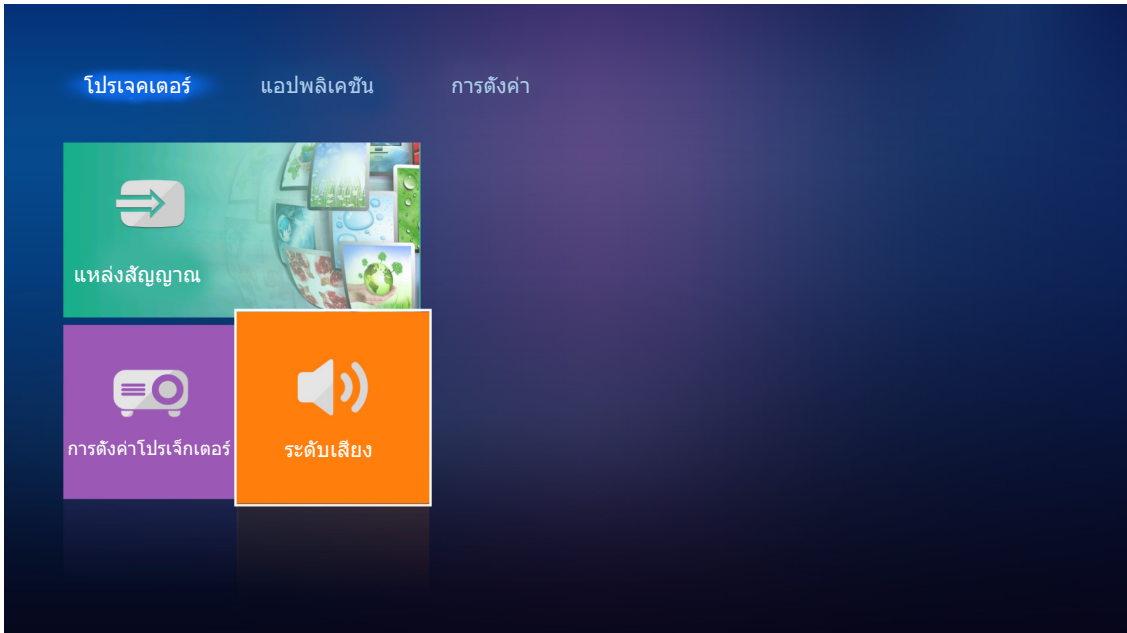 โปรเจคเตอร์ แอปพลิเคชัน การตั้งค่า
แหล่งสัญญาณ
การตั้งค่าโปรเจ็กเตอร์ ระดับเสียง